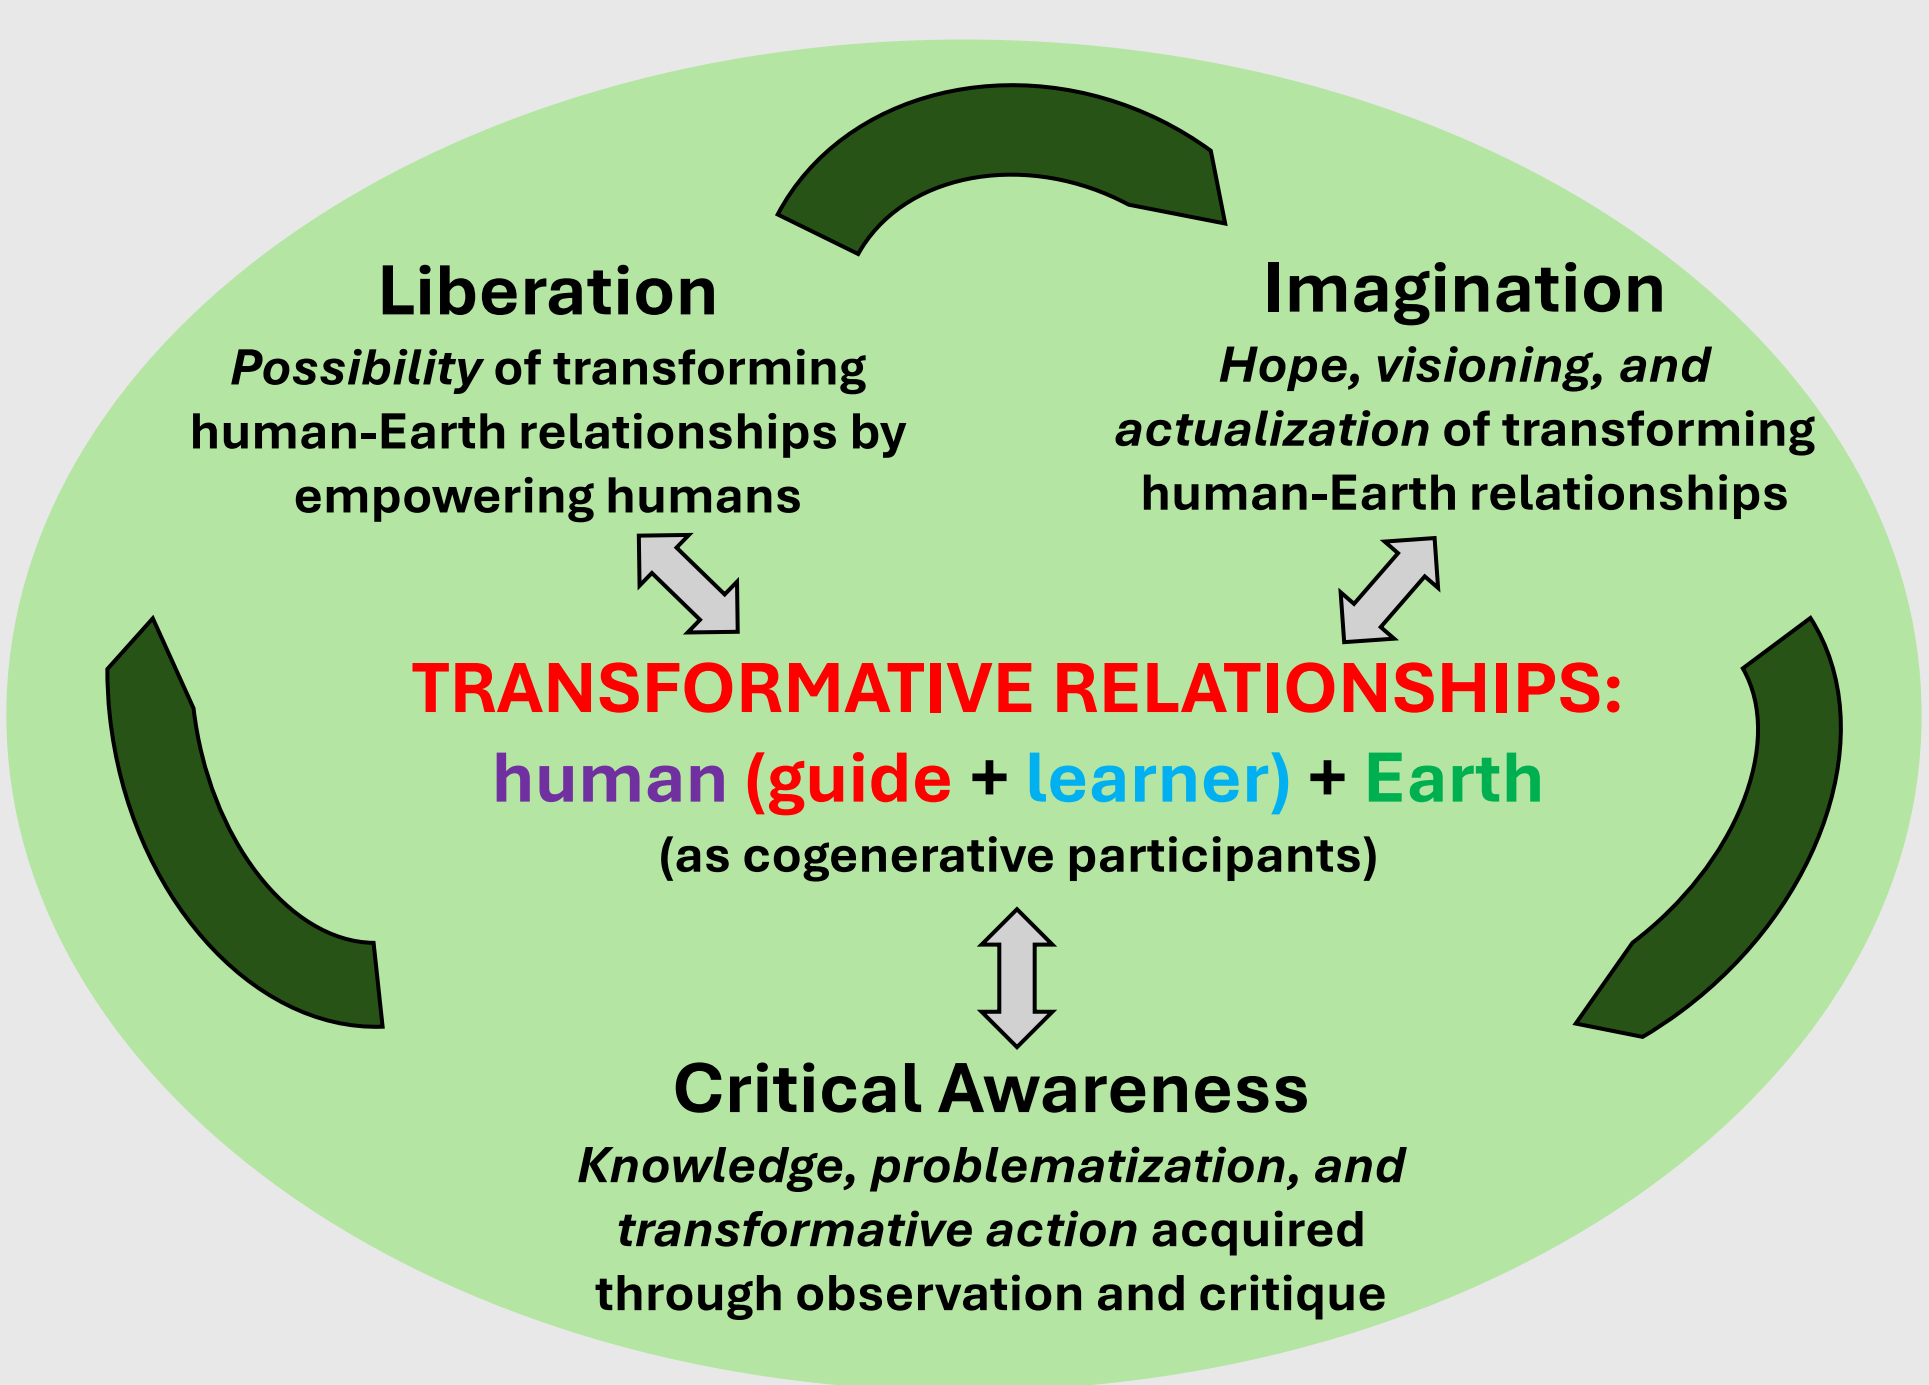 Liberation
Possibility of transforming
human-Earth relationships by
empowering humans
Imagination
Hope, visioning, and
actualization of transforming
human-Earth relationships
TRANSFORMATIVE RELATIONSHIPS:
human (guide + learner) + Earth
(as cogenerative participants)
Critical Awareness
Knowledge, problematization, and
transformative action acquired
through observation and critique